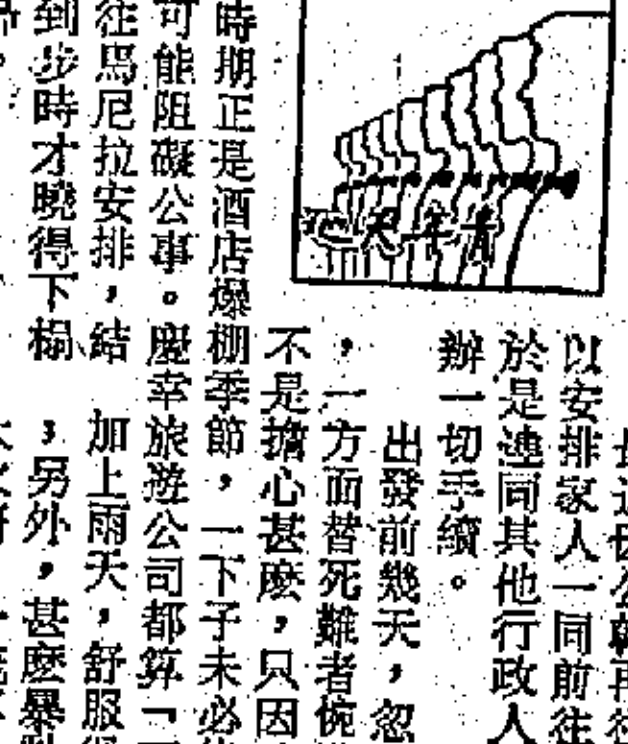 青年天地
以安排家人一同前往
於是連同其他行政人
辦一切手續。
出發前幾天，忽
，一方面替死難者惋
不是擔心甚麼，只因
時期正是酒店爆棚季節，一下子未必
可能阻礙公事。慶幸旅遊公司都算「
往馬尼拉安排，結
加上雨天，舒服
到步時才曉得下榻
；另外，甚麼暴